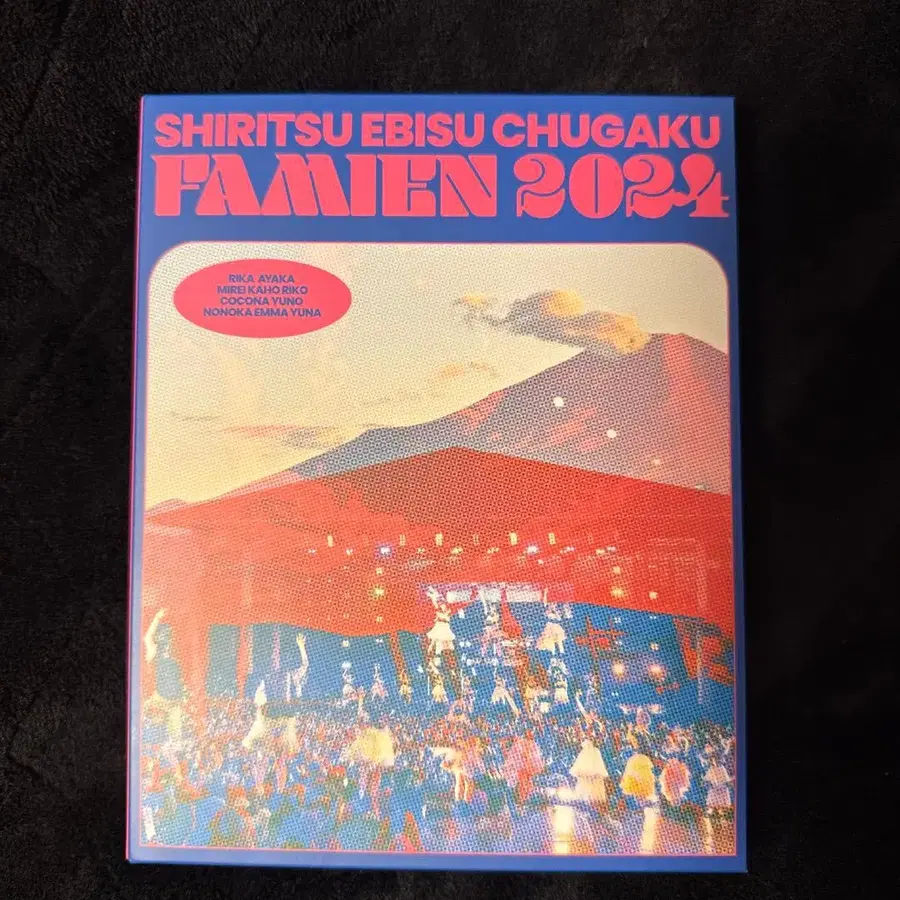 SHIRITSU EBISU CHUGAKU
FAMIEN 2024
RIKA AYAKA
MIREI KAHO RIKO
COCONA YUNO
NONOKA EMMA YUNA